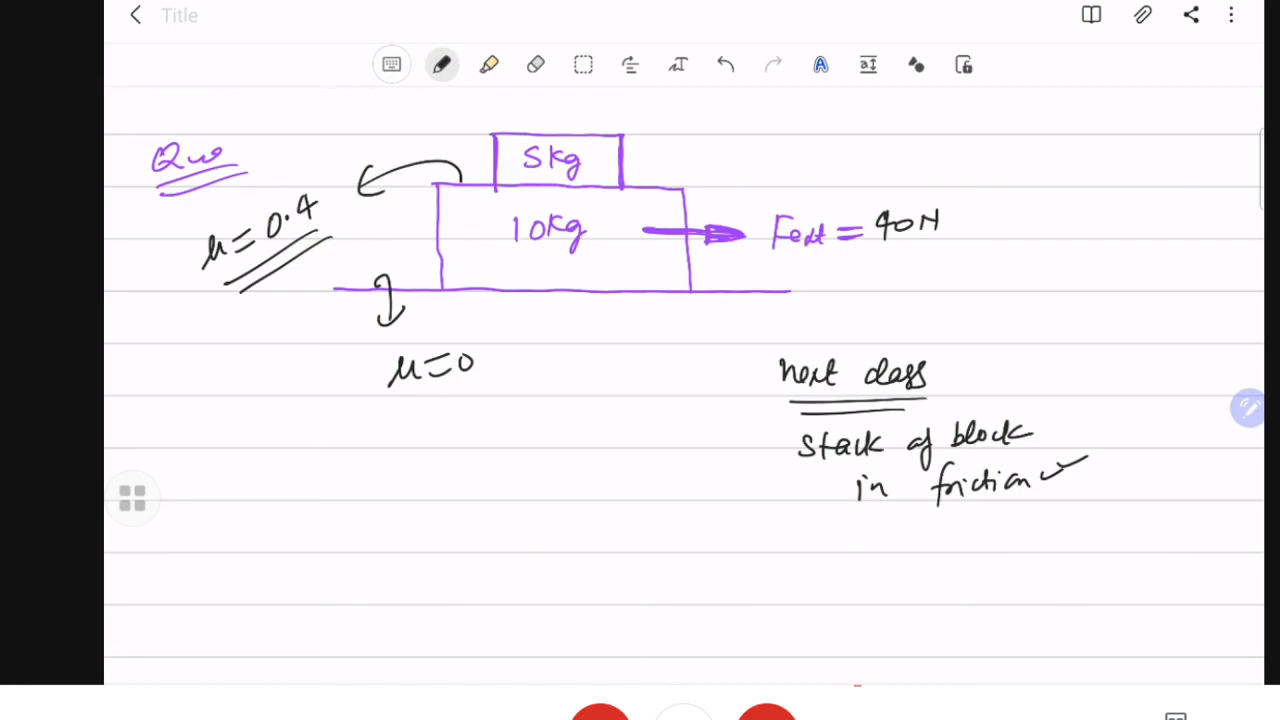 Title
Que
5kg
μ=0.4
10kg
Fext = 40N
μ=0
next class
stack of block
in friction